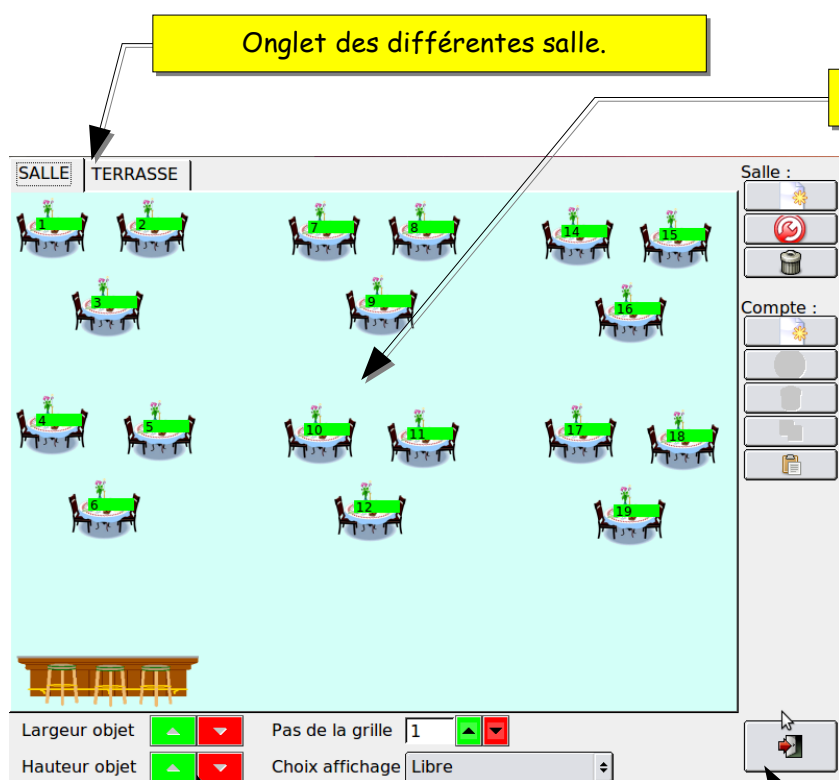 Onglet des différentes salle.
SALLE TERRASSE
Salle :
1 2 7 8 14 15
3 9 16
Compte :
4 5 10 11 17 18
6 12 19
Largeur objet Pas de la grille 1
Hauteur objet Choix affichage Libre